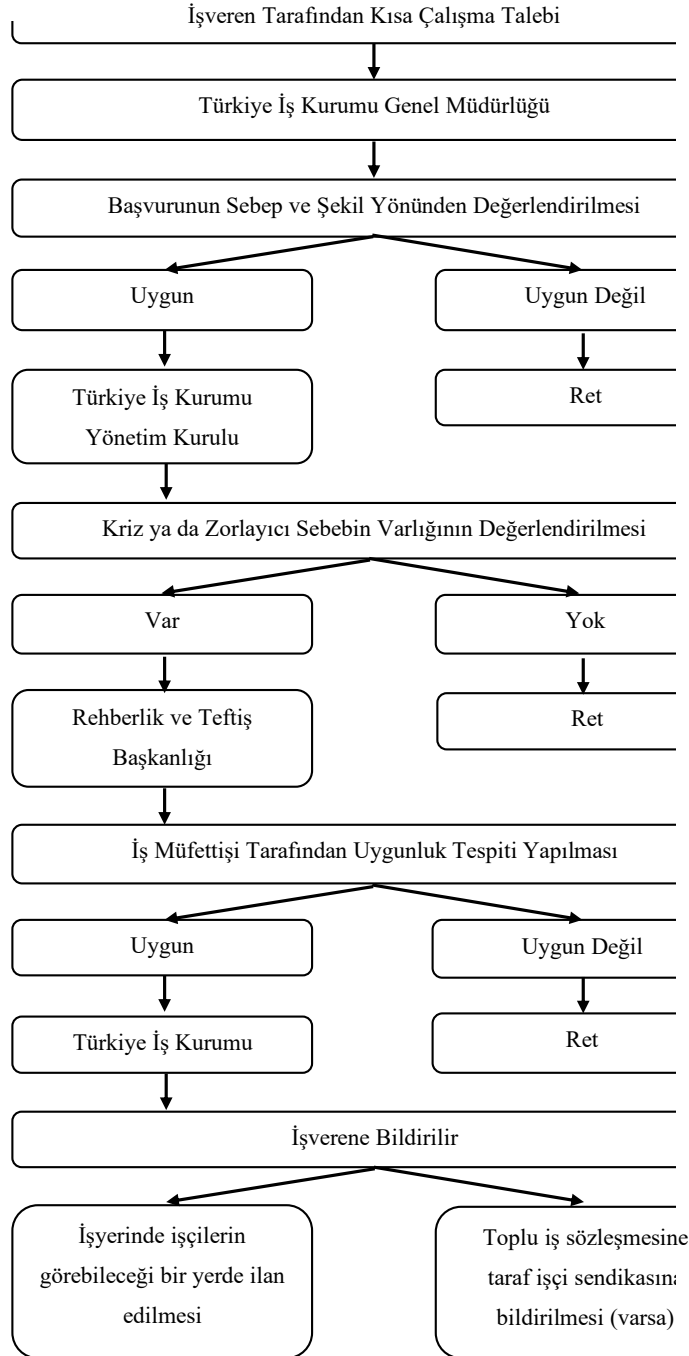 İşveren Tarafından Kısa Çalışma Talebi
Türkiye İş Kurumu Genel Müdürlüğü
Başvurunun Sebep ve Şekil Yönünden Değerlendirilmesi
Uygun
Uygun Değil
Türkiye İş Kurumu
Yönetim Kurulu
Ret
Kriz ya da Zorlayıcı Sebebin Varlığının Değerlendirilmesi
Var
Yok
Rehberlik ve Teftiş
Başkanlığı
Ret
İş Müfettişi Tarafından Uygunluk Tespiti Yapılması
Uygun
Uygun Değil
Türkiye İş Kurumu
Ret
İşverene Bildirilir
İşyerinde işçilerin
görebileceği bir yerde ilan
edilmesi
Toplu iş sözleşmesine
taraf işçi sendikasına
bildirilmesi (varsa)